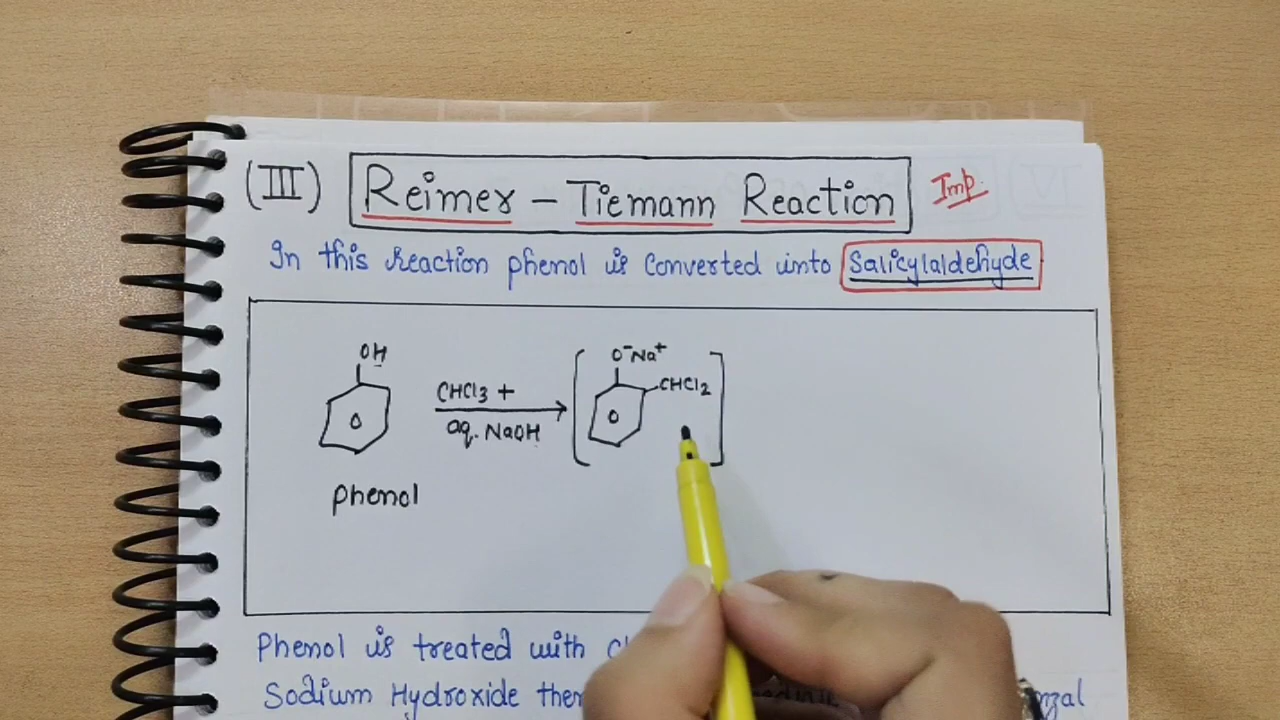 (III) Reimer - Tiemann Reaction Imp.
In this reaction phenol is converted into Salicylaldehyde
OH
O⁻Na⁺
CHCl3 +
CHCl2
aq. NaOH
phenol
Phenol is treated with
Sodium Hydroxide